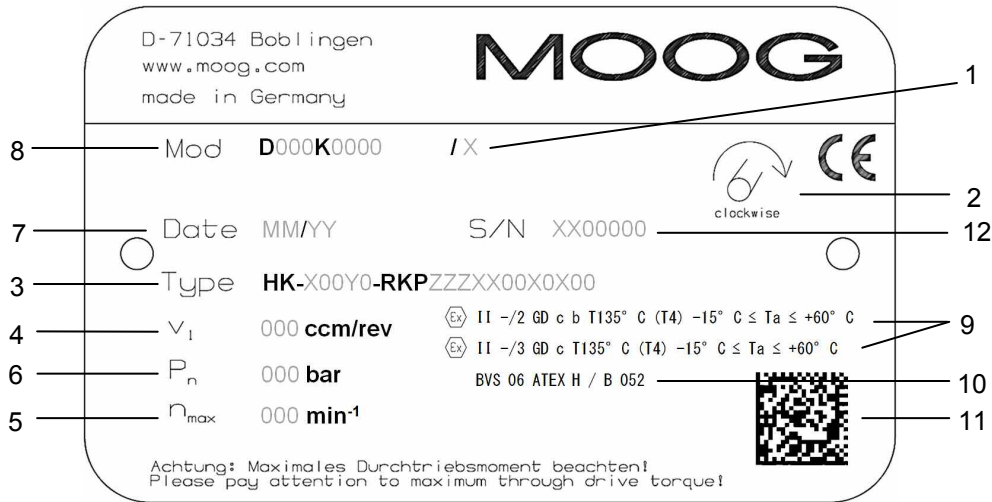 D-71034 Boblingen
www.moog.com
made in Germany
MOOG
1
8 Mod D000K0000 / X
CE
clockwise
2
7 Date MM/YY S/N XX00000 12
3 Type HK-X00Y0-RKPZZZXX00X0X00
4 V1 000 ccm/rev
Ex II -/2 GD c b T135° C (T4) -15° C ≤ Ta ≤ +60° C
9
Ex II -/3 GD c T135° C (T4) -15° C ≤ Ta ≤ +60° C
6 Pn 000 bar
BVS 06 ATEX H / B 052 10
5 nmax 000 min-1
11
Achtung: Maximales Durchtriebsmoment beachten!
Please pay attention to maximum through drive torque!